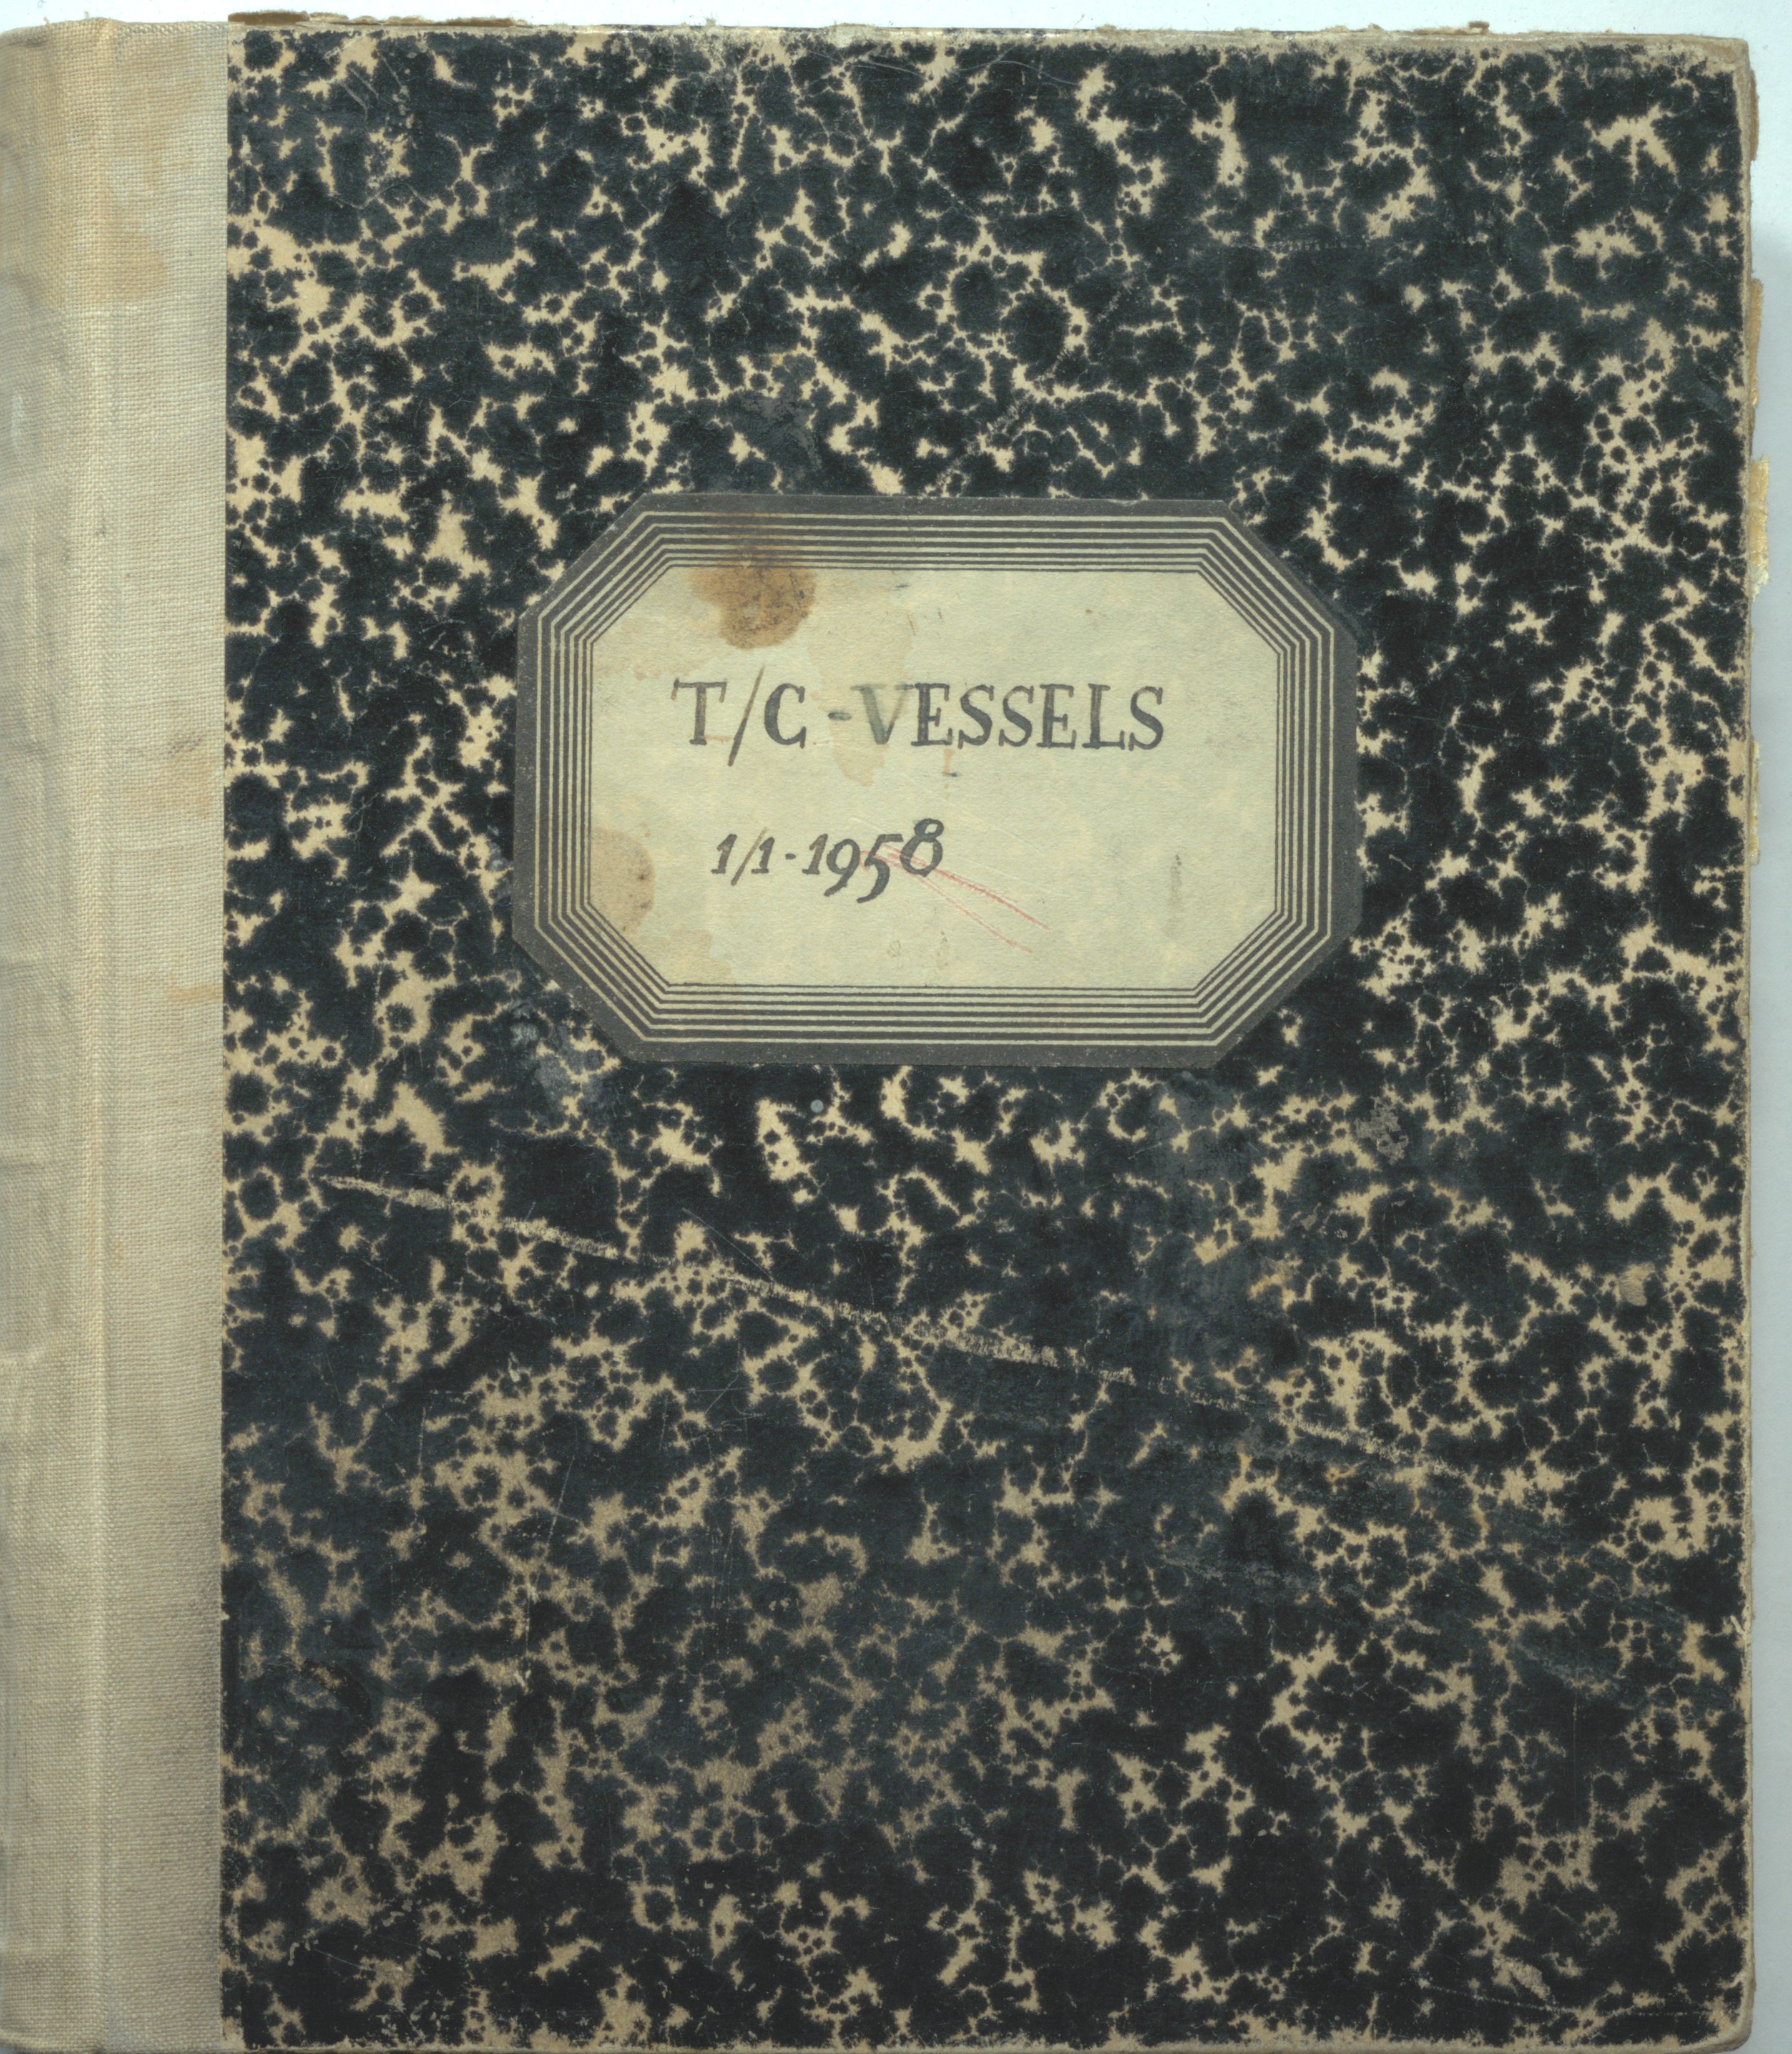 T/C - VESSELS
1/1 - 1958